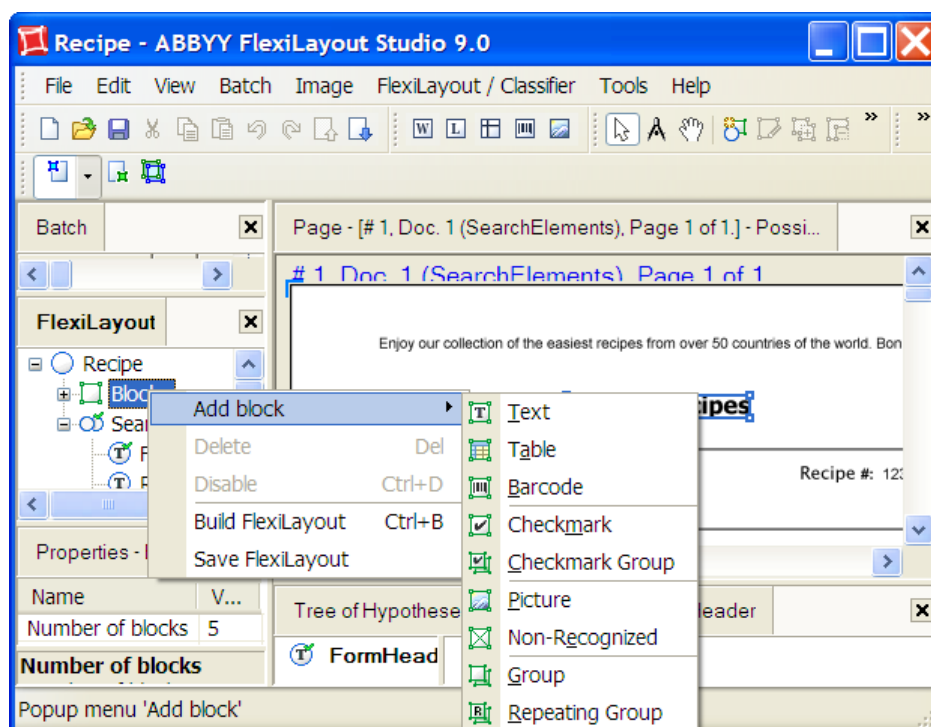 Recipe - ABBYY FlexiLayout Studio 9.0
File Edit View Batch Image FlexiLayout / Classifier Tools Help
Batch
Page - [# 1, Doc. 1 (SearchElements), Page 1 of 1.] - Possi...
# 1, Doc. 1 (SearchElements), Page 1 of 1
FlexiLayout
Enjoy our collection of the easiest recipes from over 50 countries of the world. Bon
Recipe
Add block
Delete Del
Disable Ctrl+D
Build FlexiLayout Ctrl+B
Save FlexiLayout
Text
Table
Barcode
Checkmark
Checkmark Group
Picture
Non-Recognized
Group
Repeating Group
Recipe #: 123
Properties -
Name V...
Number of blocks 5
Number of blocks
Tree of Hypothese
FormHead
Popup menu 'Add block'